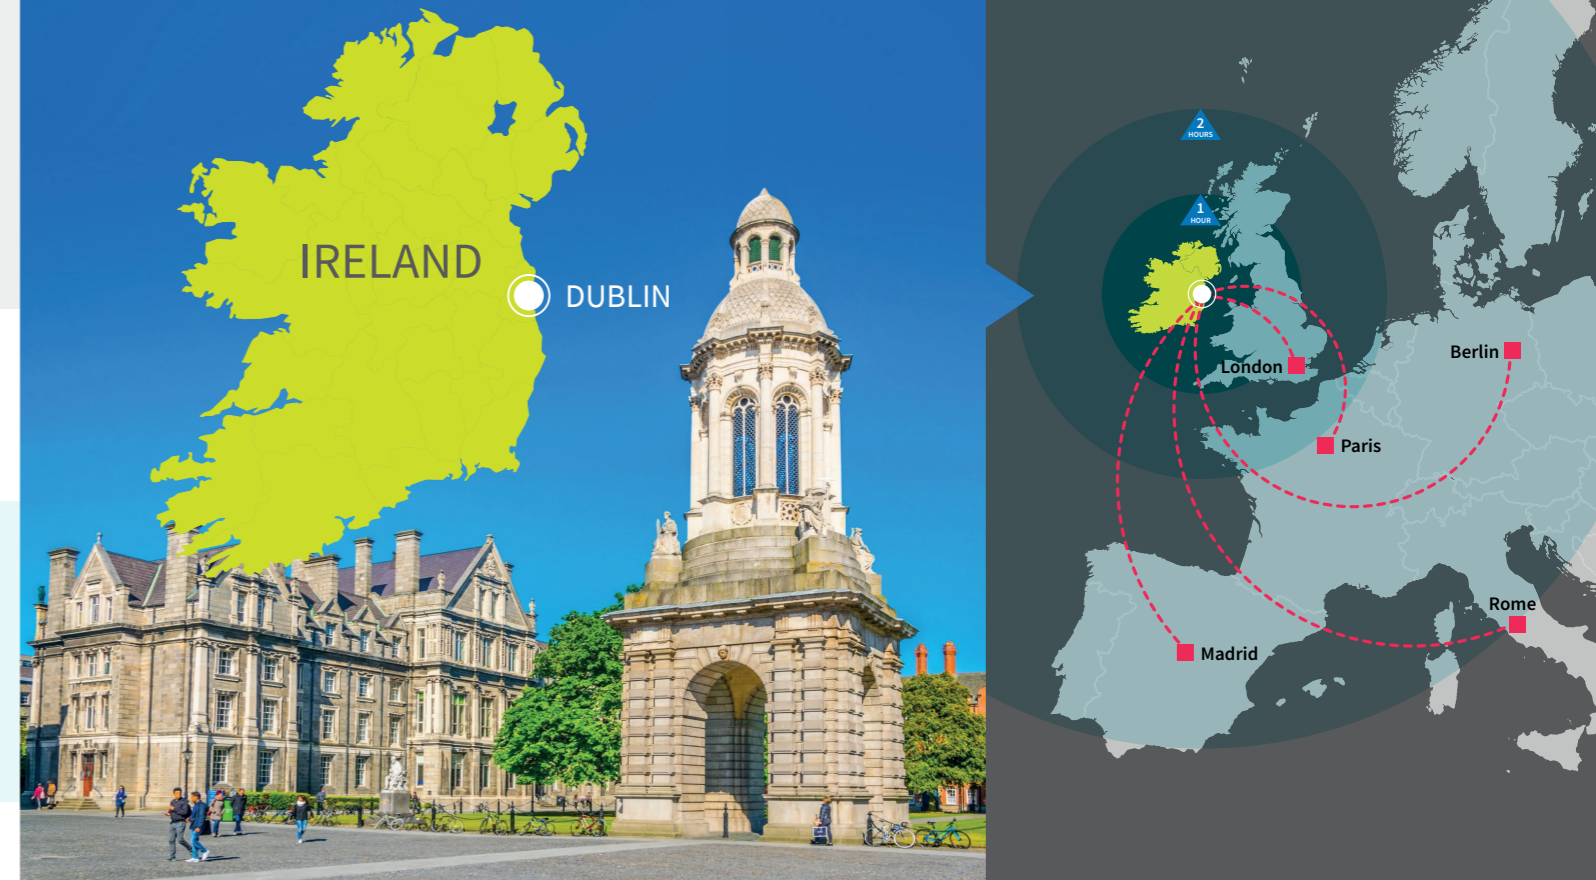 IRELAND
DUBLIN
2
HOURS
1
HOUR
London
Berlin
Paris
Rome
Madrid